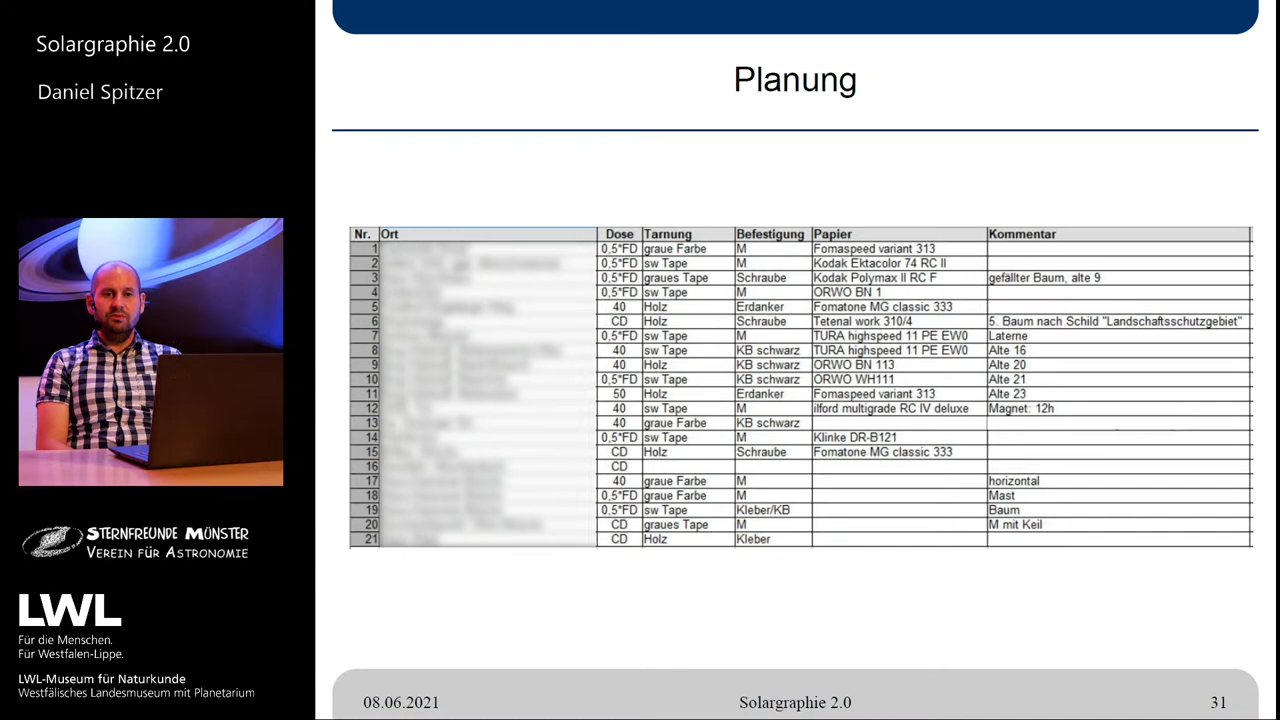 Solargraphie 2.0
Daniel Spitzer
Planung
Nr. Ort Dose Tarnung Befestigung Papier Kommentar
1 0,5*FD graue Farbe M Fomaspeed variant 313
2 0,5*FD sw Tape M Kodak Ektacolor 74 RC II
3 0,5*FD graues Tape Schraube Kodak Polymax II RC F gefällter Baum, alte 9
4 0,5*FD sw Tape M ORWO BN 1
5 40 Holz Erdanker Fomatone MG classic 333
6 CD Holz Schraube Tetenal work 310/4 5. Baum nach Schild "Landschaftsschutzgebiet"
7 0,5*FD sw Tape M TURA highspeed 11 PE EW0 Laterne
8 40 sw Tape KB schwarz TURA highspeed 11 PE EW0 Alte 16
9 40 Holz KB schwarz ORWO BN 113 Alte 20
10 0,5*FD sw Tape KB schwarz ORWO WH111 Alte 21
11 50 Holz Erdanker Fomaspeed variant 313 Alte 23
12 40 sw Tape M ilford multigrade RC IV deluxe Magnet: 12h
13 40 graue Farbe KB schwarz
14 0,5*FD sw Tape M Klinke DR-B121
15 CD Holz Schraube Fomatone MG classic 333
16 CD
17 40 graue Farbe M horizontal
18 0,5*FD graue Farbe M Mast
19 0,5*FD sw Tape Kleber/KB Baum
20 CD graues Tape M M mit Keil
21 CD Holz Kleber
STERNFREUNDE MÜNSTER
VEREIN FÜR ASTRONOMIE
LWL
Für die Menschen.
Für Westfalen-Lippe.
LWL-Museum für Naturkunde
Westfälisches Landesmuseum mit Planetarium
08.06.2021 Solargraphie 2.0 31